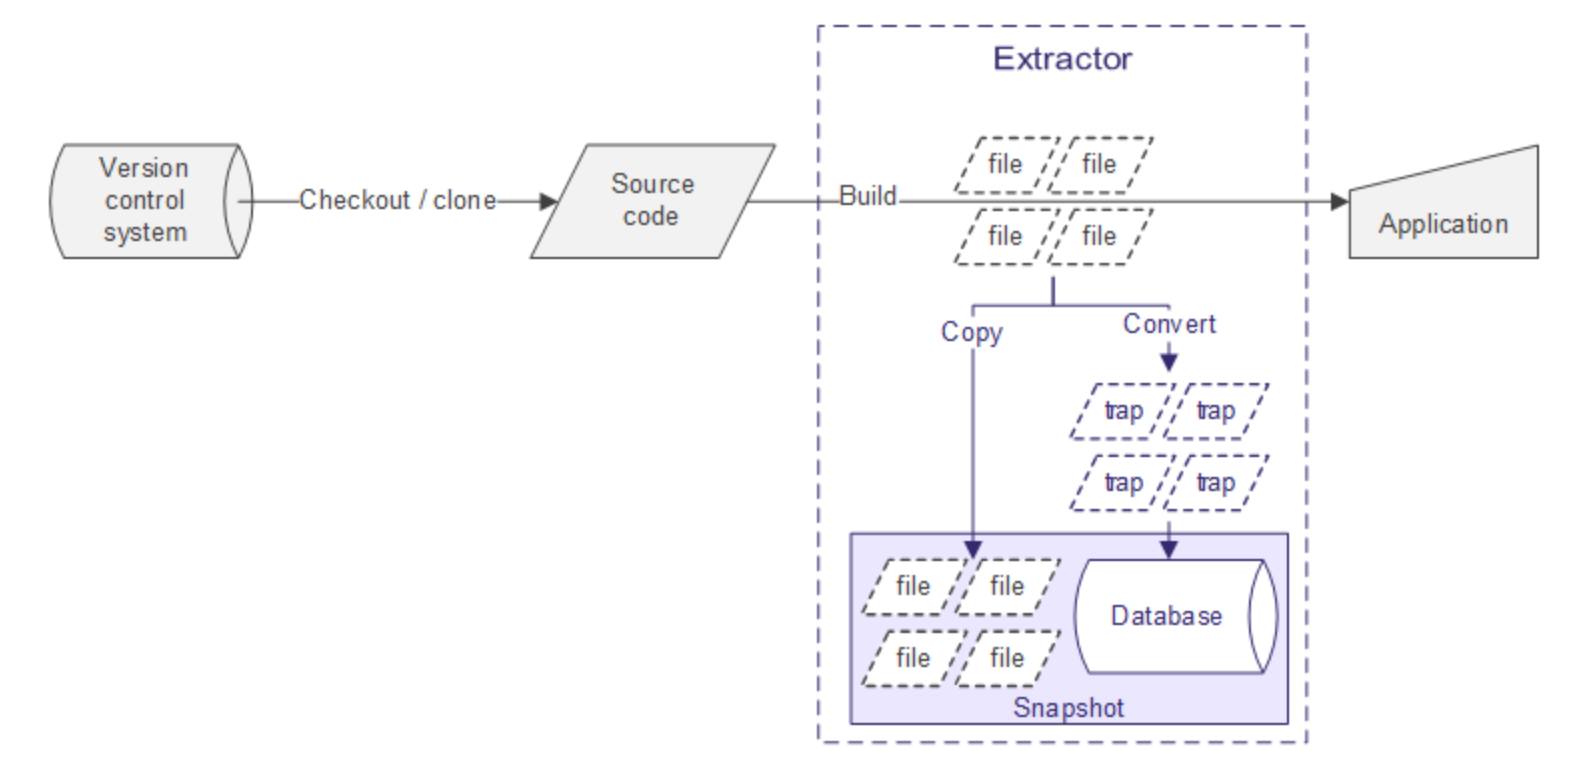 Extractor
Version
control
system
Checkout / clone
Source
code
Build
file file
file file
Application
Copy
Convert
trap trap
trap trap
file file
file file
Database
Snapshot